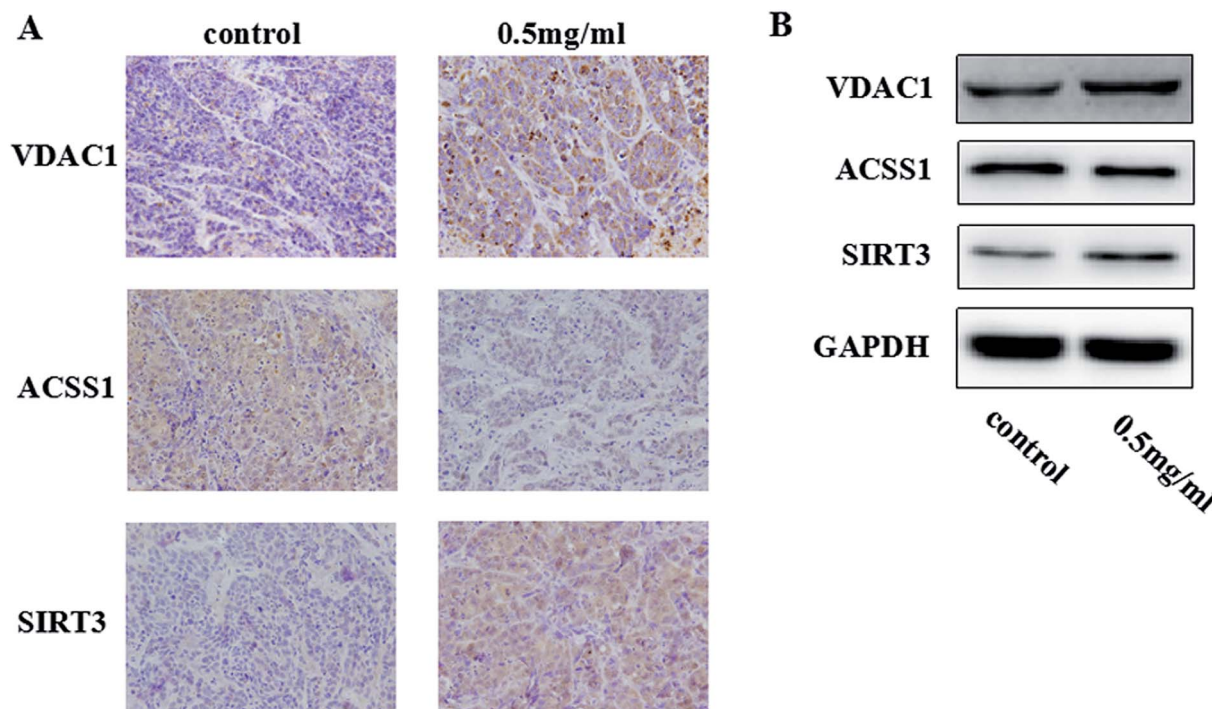 A
control
0.5mg/ml
VDAC1
ACSS1
SIRT3
B
VDAC1
ACSS1
SIRT3
GAPDH
control
0.5mg/ml